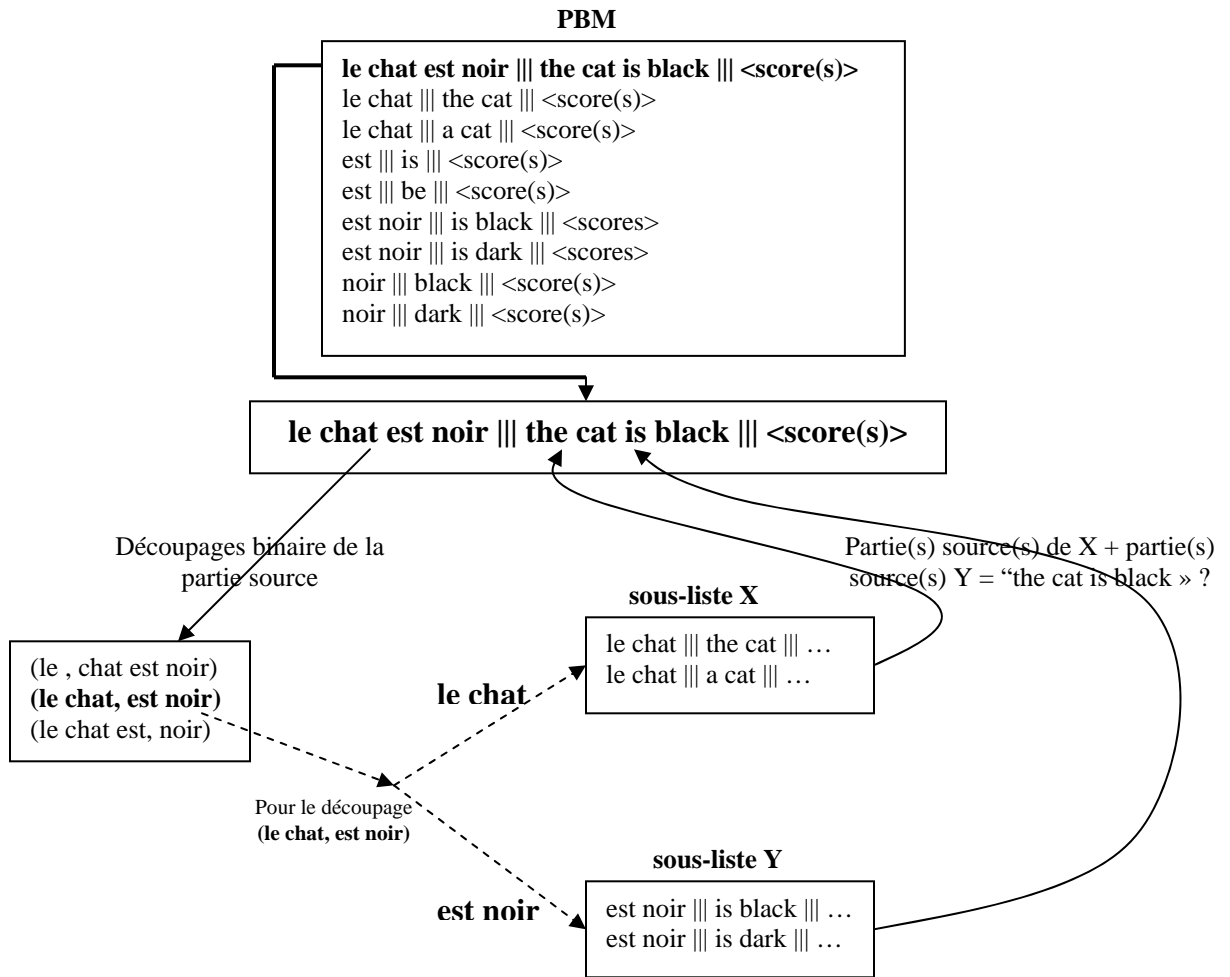 PBM
le chat est noir ||| the cat is black ||| <score(s)>
le chat ||| the cat ||| <score(s)>
le chat ||| a cat ||| <score(s)>
est ||| is ||| <score(s)>
est ||| be ||| <score(s)>
est noir ||| is black ||| <scores>
est noir ||| is dark ||| <scores>
noir ||| black ||| <score(s)>
noir ||| dark ||| <score(s)>
le chat est noir ||| the cat is black ||| <score(s)>
Découpages binaire de la
partie source
Partie(s) source(s) de X + partie(s)
source(s) Y = “the cat is black » ?
(le , chat est noir)
(le chat, est noir)
(le chat est, noir)
sous-liste X
le chat ||| the cat ||| …
le chat ||| a cat ||| …
le chat
Pour le découpage
(le chat, est noir)
est noir
sous-liste Y
est noir ||| is black ||| …
est noir ||| is dark ||| …